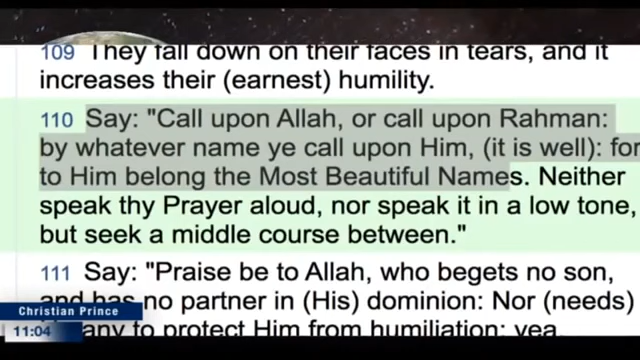 109 They fall down on their faces in tears, and it
increases their (earnest) humility.
110 Say: "Call upon Allah, or call upon Rahman:
by whatever name ye call upon Him, (it is well): for
to Him belong the Most Beautiful Names. Neither
speak thy Prayer aloud, nor speak it in a low tone,
but seek a middle course between."
111 Say: "Praise be to Allah, who begets no son,
and has no partner in (His) dominion: Nor (needs)
any to protect Him from humiliation: yea,
Christian Prince
11:04